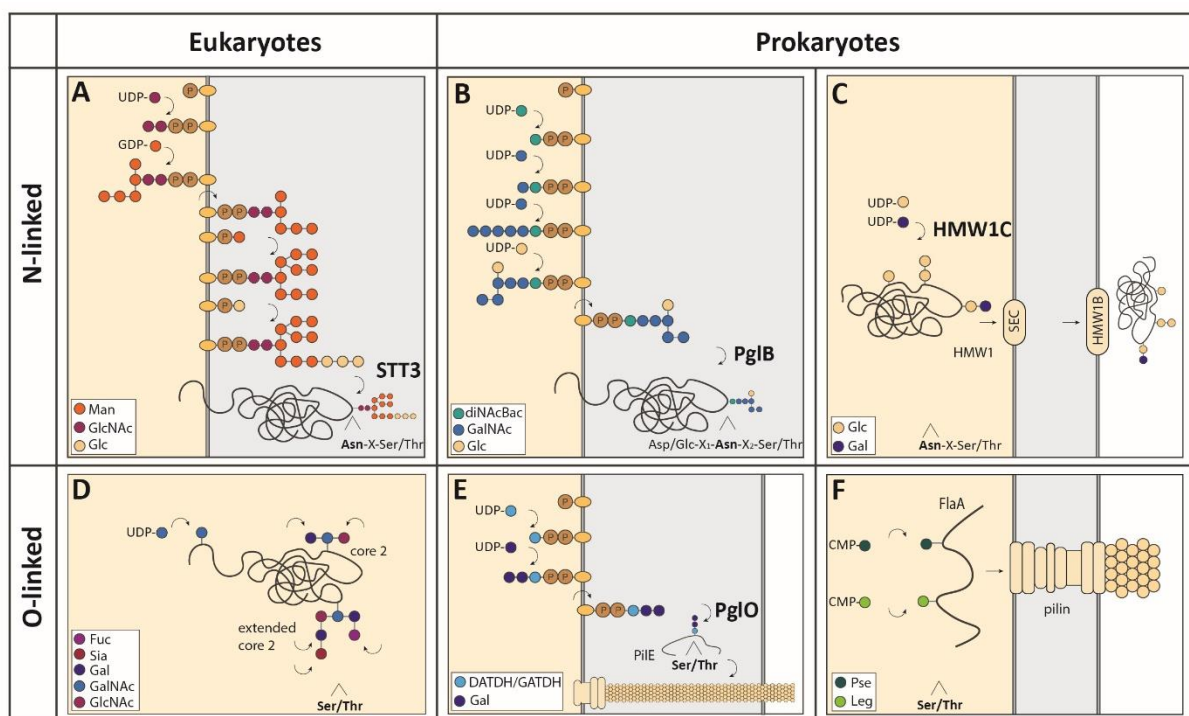 Eukaryotes
Prokaryotes
N-linked
A
P
UDP-
P P
GDP-
P P
P P
P
P P
P
P P
STT3
Man
GlcNAc
Glc
Asn-X-Ser/Thr
B
P
UDP-
P P
UDP-
P P
UDP-
P P
UDP-
P P
P P
PglB
diNAcBac
GalNAc
Glc
Asp/Glc-X₁-Asn-X₂-Ser/Thr
C
UDP-
UDP-
HMW1C
SEC
HMW1B
HMW1
Glc
Gal
Asn-X-Ser/Thr
O-linked
D
UDP-
core 2
extended
core 2
Fuc
Sia
Gal
GalNAc
GlcNAc
Ser/Thr
E
P
UDP-
P P
UDP-
P P
P P
PglO
PilE
Ser/Thr
DATDH/GATDH
Gal
F
FlaA
CMP-
CMP-
pilin
Pse
Leg
Ser/Thr